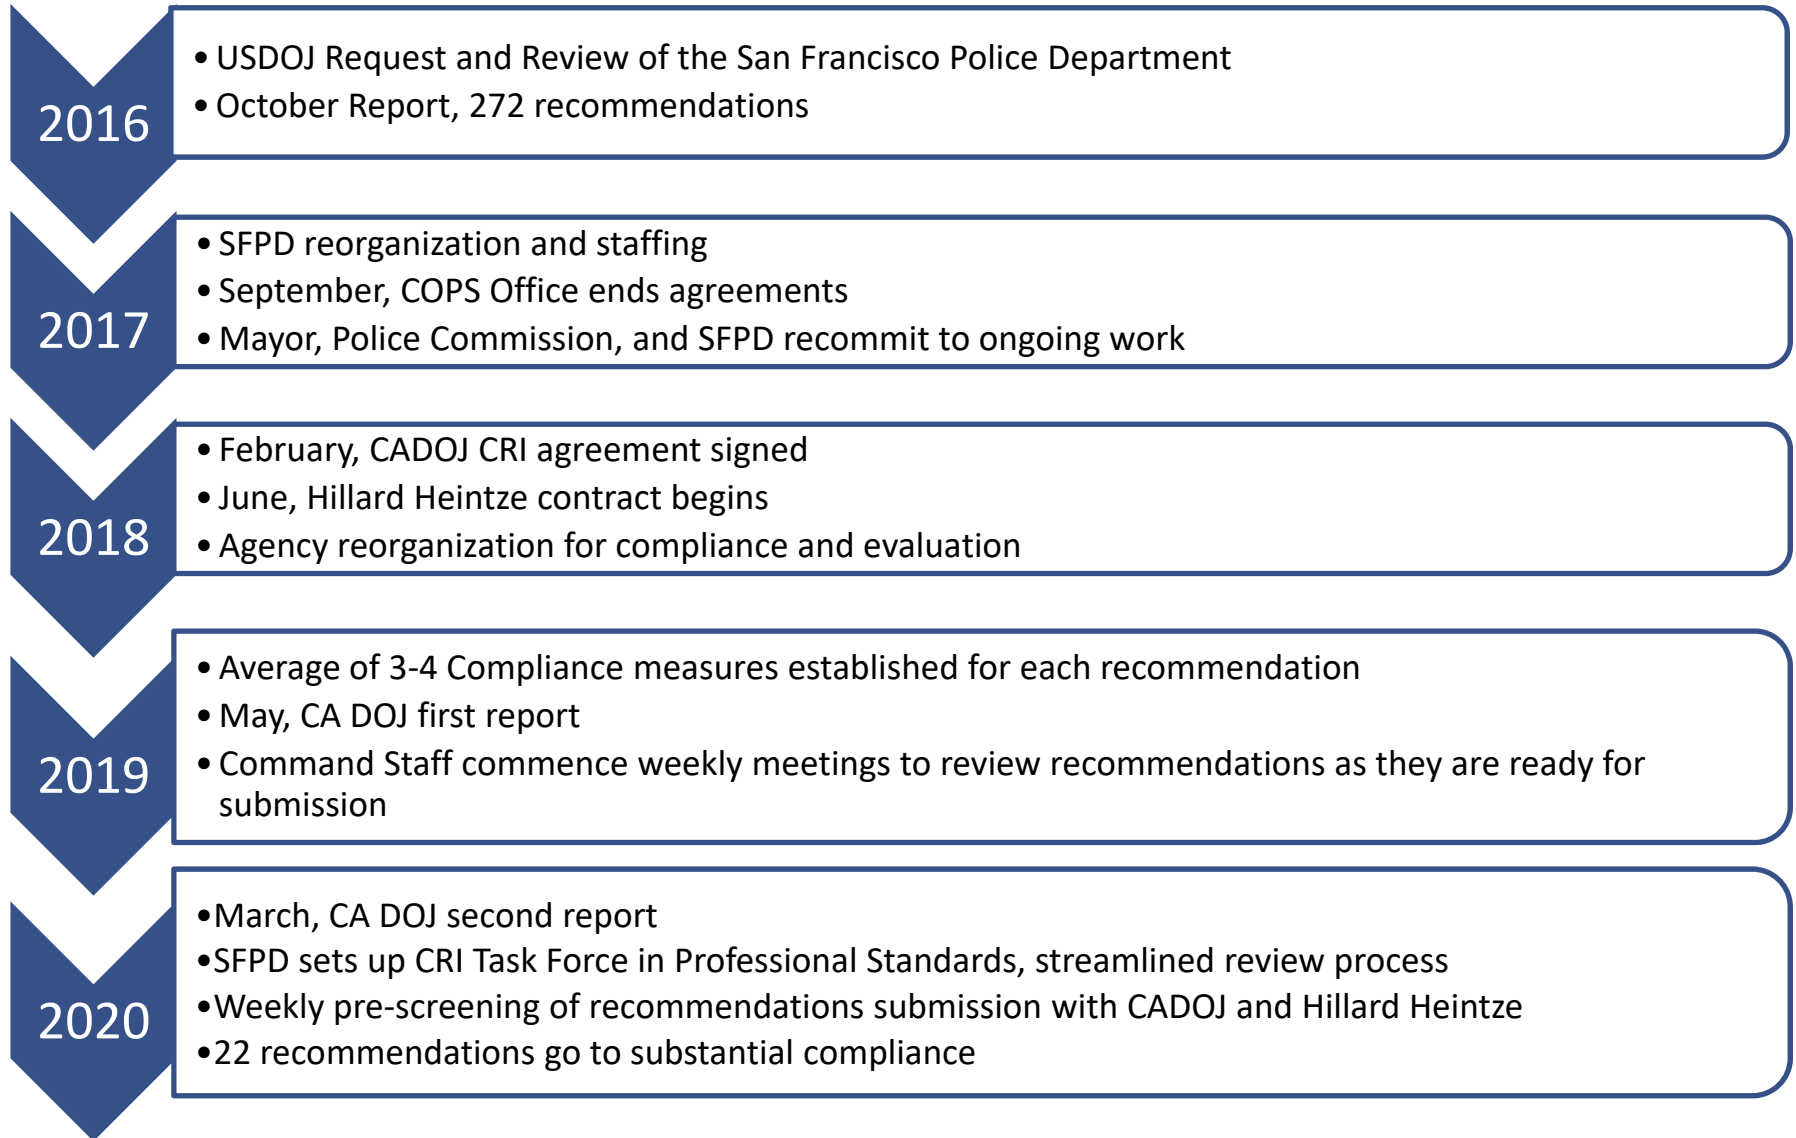 2016
• USDOJ Request and Review of the San Francisco Police Department
• October Report, 272 recommendations
2017
• SFPD reorganization and staffing
• September, COPS Office ends agreements
• Mayor, Police Commission, and SFPD recommit to ongoing work
2018
• February, CADOJ CRI agreement signed
• June, Hillard Heintze contract begins
• Agency reorganization for compliance and evaluation
2019
• Average of 3-4 Compliance measures established for each recommendation
• May, CA DOJ first report
• Command Staff commence weekly meetings to review recommendations as they are ready for
submission
2020
•March, CA DOJ second report
•SFPD sets up CRI Task Force in Professional Standards, streamlined review process
•Weekly pre-screening of recommendations submission with CADOJ and Hillard Heintze
•22 recommendations go to substantial compliance